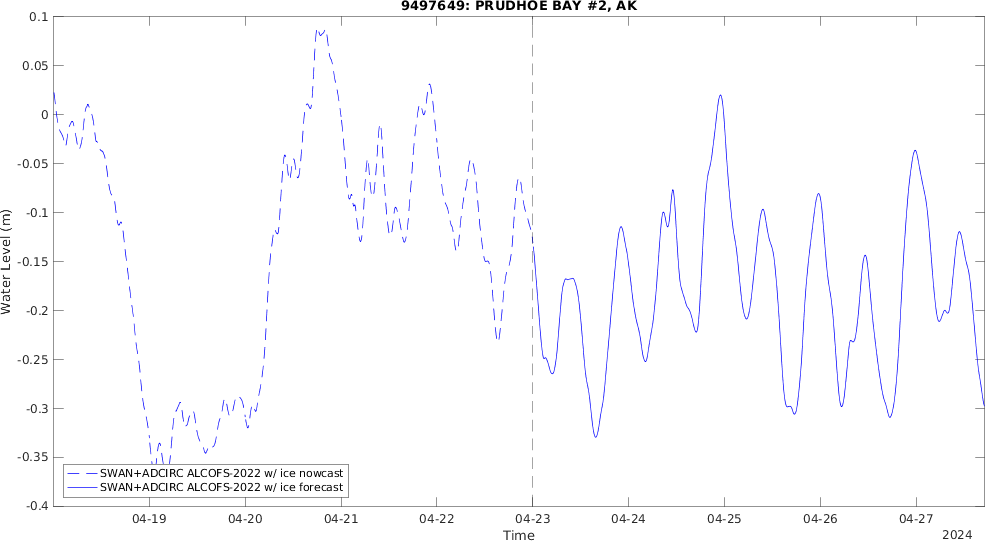 9497649: PRUDHOE BAY #2, AK
0.1
0.05
0
-0.05
-0.1
-0.15
-0.2
-0.25
-0.3
-0.35
-0.4
Water Level (m)
SWAN+ADCIRC ALCOFS-2022 w/ ice nowcast
SWAN+ADCIRC ALCOFS-2022 w/ ice forecast
04-19 04-20 04-21 04-22 04-23 04-24 04-25 04-26 04-27
Time
2024